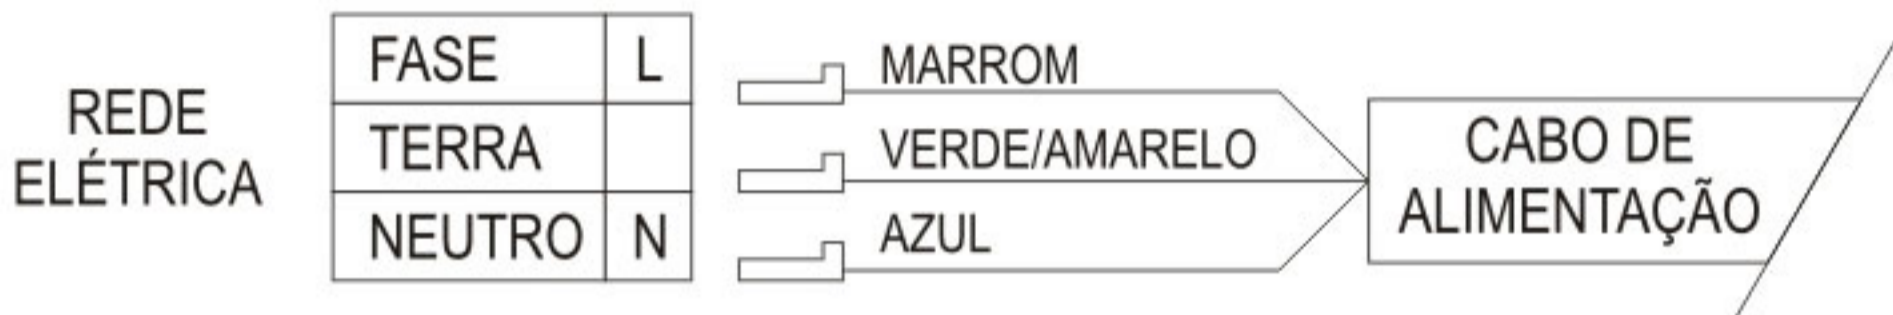 REDE
ELÉTRICA
FASE L
TERRA
NEUTRO N
MARROM
VERDE/AMARELO
AZUL
CABO DE
ALIMENTAÇÃO